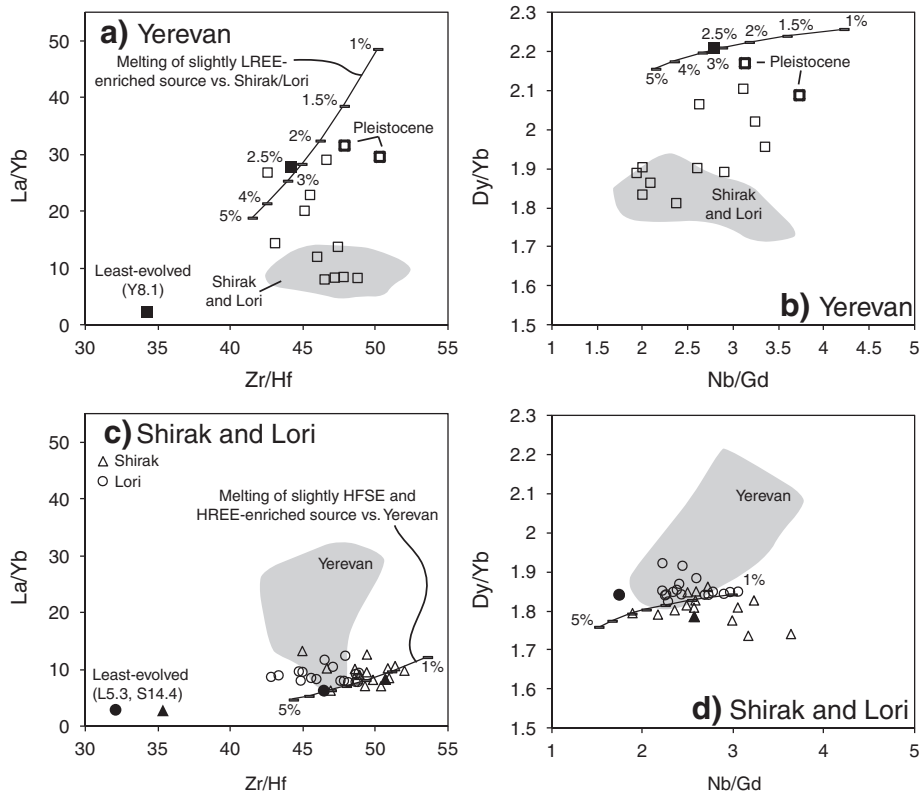 a) Yerevan
Melting of slightly LREE-
enriched source vs. Shirak/Lori
1%
1.5%
2%
2.5%
3%
4%
5%
Pleistocene
Least-evolved
(Y8.1)
Shirak
and Lori
La/Yb
50
40
30
20
10
0
30 35 40 45 50 55
Zr/Hf
b) Yerevan
2.5% 2% 1.5% 1%
5% 4% 3%
Pleistocene
Shirak
and Lori
Dy/Yb
2.3
2.2
2.1
2.0
1.9
1.8
1.7
1.6
1.5
1 1.5 2 2.5 3 3.5 4 4.5 5
Nb/Gd
c) Shirak and Lori
Shirak
Lori
Melting of slightly HFSE and
HREE-enriched source vs. Yerevan
Yerevan
Least-evolved
(L5.3, S14.4)
5%
1%
La/Yb
50
40
30
20
10
0
30 35 40 45 50 55
Zr/Hf
d) Shirak and Lori
Yerevan
1%
5%
Dy/Yb
2.3
2.2
2.1
2.0
1.9
1.8
1.7
1.6
1.5
1 2 3 4 5
Nb/Gd